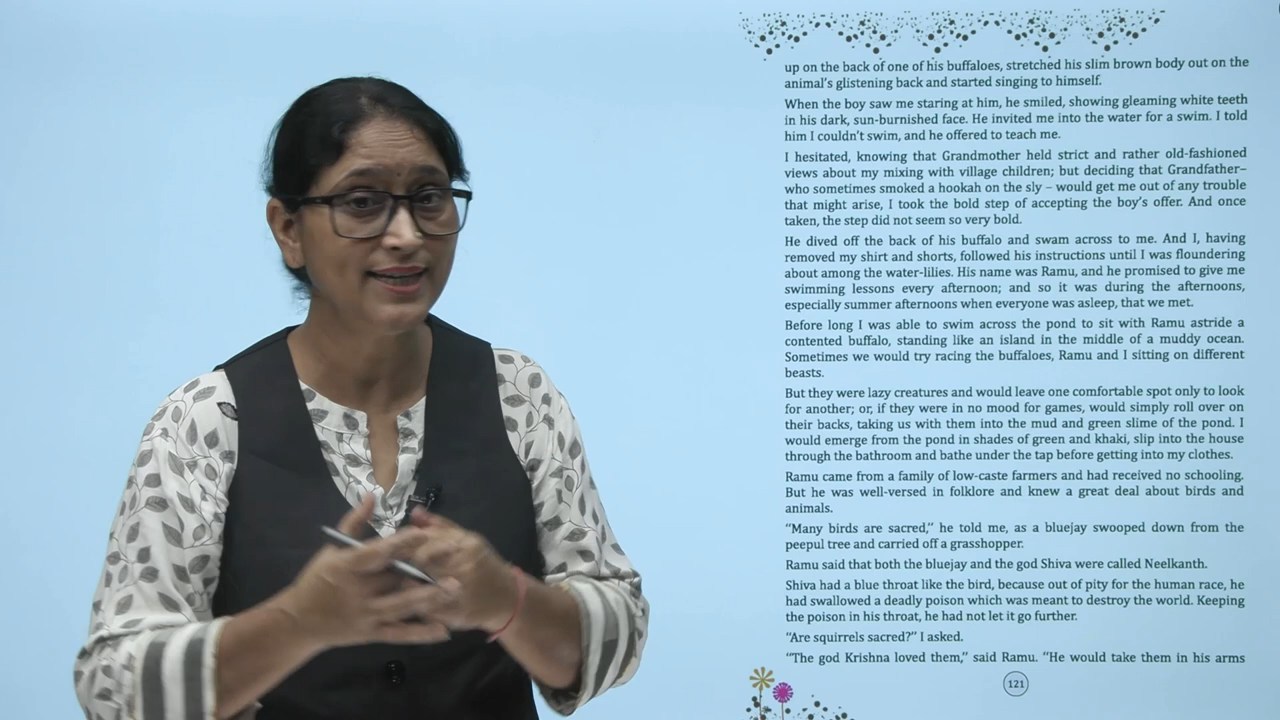 up on the back of one of his buffaloes, stretched his slim brown body out on the
animal's glistening back and started singing to himself.
When the boy saw me staring at him, he smiled, showing gleaming white teeth
in his dark, sun-burnished face. He invited me into the water for a swim. I told
him I couldn't swim, and he offered to teach me.
I hesitated, knowing that Grandmother held strict and rather old-fashioned
views about my mixing with village children; but deciding that Grandfather–
who sometimes smoked a hookah on the sly – would get me out of any trouble
that might arise, I took the bold step of accepting the boy's offer. And once
taken, the step did not seem so very bold.
He dived off the back of his buffalo and swam across to me. And I, having
removed my shirt and shorts, followed his instructions until I was floundering
about among the water-lilies. His name was Ramu, and he promised to give me
swimming lessons every afternoon; and so it was during the afternoons,
especially summer afternoons when everyone was asleep, that we met.
Before long I was able to swim across the pond to sit with Ramu astride a
contented buffalo, standing like an island in the middle of a muddy ocean.
Sometimes we would try racing the buffaloes, Ramu and I sitting on different
beasts.
But they were lazy creatures and would leave one comfortable spot only to look
for another; or, if they were in no mood for games, would simply roll over on
their backs, taking us with them into the mud and green slime of the pond. I
would emerge from the pond in shades of green and khaki, slip into the house
through the bathroom and bathe under the tap before getting into my clothes.
Ramu came from a family of low-caste farmers and had received no schooling.
But he was well-versed in folklore and knew a great deal about birds and
animals.
“Many birds are sacred,” he told me, as a bluejay swooped down from the
peepul tree and carried off a grasshopper.
Ramu said that both the bluejay and the god Shiva were called Neelkanth.
Shiva had a blue throat like the bird, because out of pity for the human race, he
had swallowed a deadly poison which was meant to destroy the world. Keeping
the poison in his throat, he had not let it go further.
“Are squirrels sacred?” I asked.
“The god Krishna loved them,” said Ramu. “He would take them in his arms
121